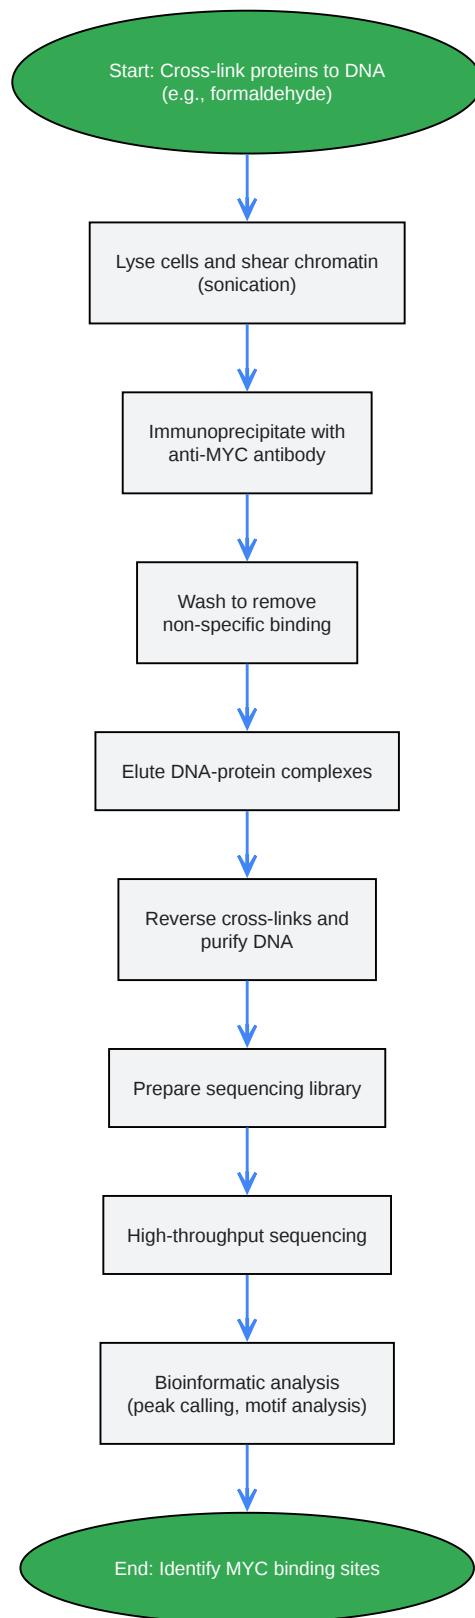 Start: Cross-link proteins to DNA
(e.g., formaldehyde)
Lyse cells and shear chromatin
(sonication)
Immunoprecipitate with
anti-MYC antibody
Wash to remove
non-specific binding
Elute DNA-protein complexes
Reverse cross-links and
purify DNA
Prepare sequencing library
High-throughput sequencing
Bioinformatic analysis
(peak calling, motif analysis)
End: Identify MYC binding sites